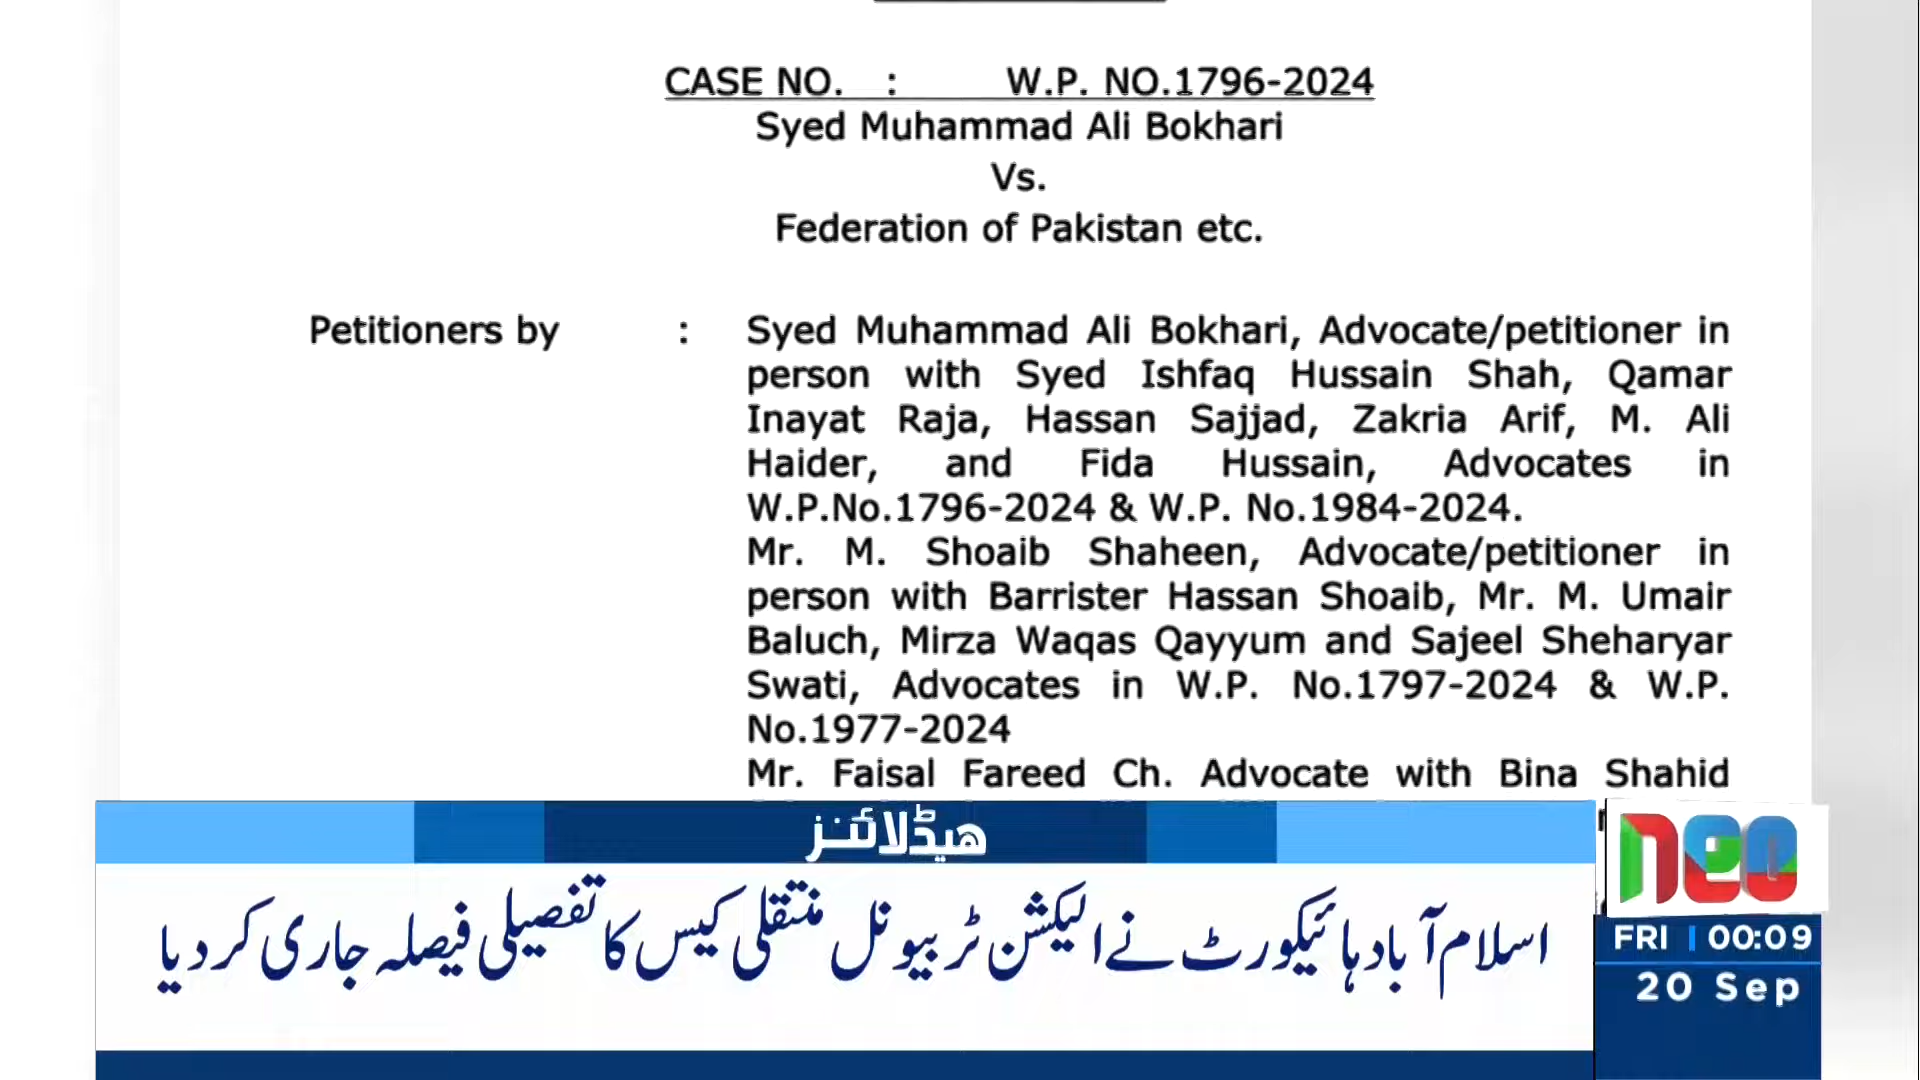 CASE NO. : W.P. NO.1796-2024
Syed Muhammad Ali Bokhari
Vs.
Federation of Pakistan etc.
Petitioners by : Syed Muhammad Ali Bokhari, Advocate/petitioner in
person with Syed Ishfaq Hussain Shah, Qamar
Inayat Raja, Hassan Sajjad, Zakria Arif, M. Ali
Haider, and Fida Hussain, Advocates in
W.P.No.1796-2024 & W.P. No.1984-2024.
Mr. M. Shoaib Shaheen, Advocate/petitioner in
person with Barrister Hassan Shoaib, Mr. M. Umair
Baluch, Mirza Waqas Qayyum and Sajeel Sheharyar
Swati, Advocates in W.P. No.1797-2024 & W.P.
No.1977-2024
Mr. Faisal Fareed Ch. Advocate with Bina Shahid
ہیڈلائنز
اسلام آباد ہائیکورٹ نے الیکشن ٹربیونل منتقلی کیس کا تفصیلی فیصلہ جاری کر دیا
neo
FRI | 00:09
20 Sep